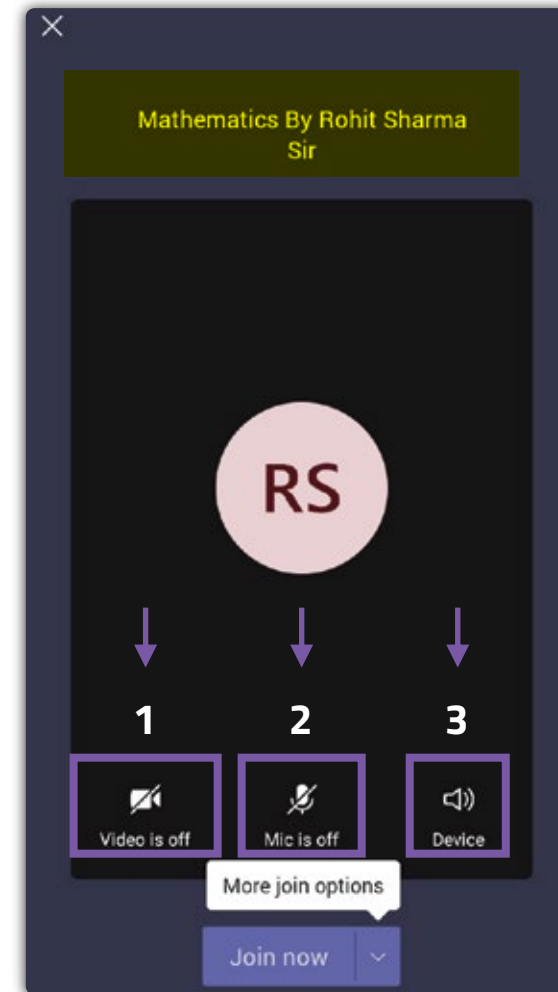 Mathematics By Rohit Sharma
Sir
RS
1 2 3
Video is off Mic is off Device
More join options
Join now